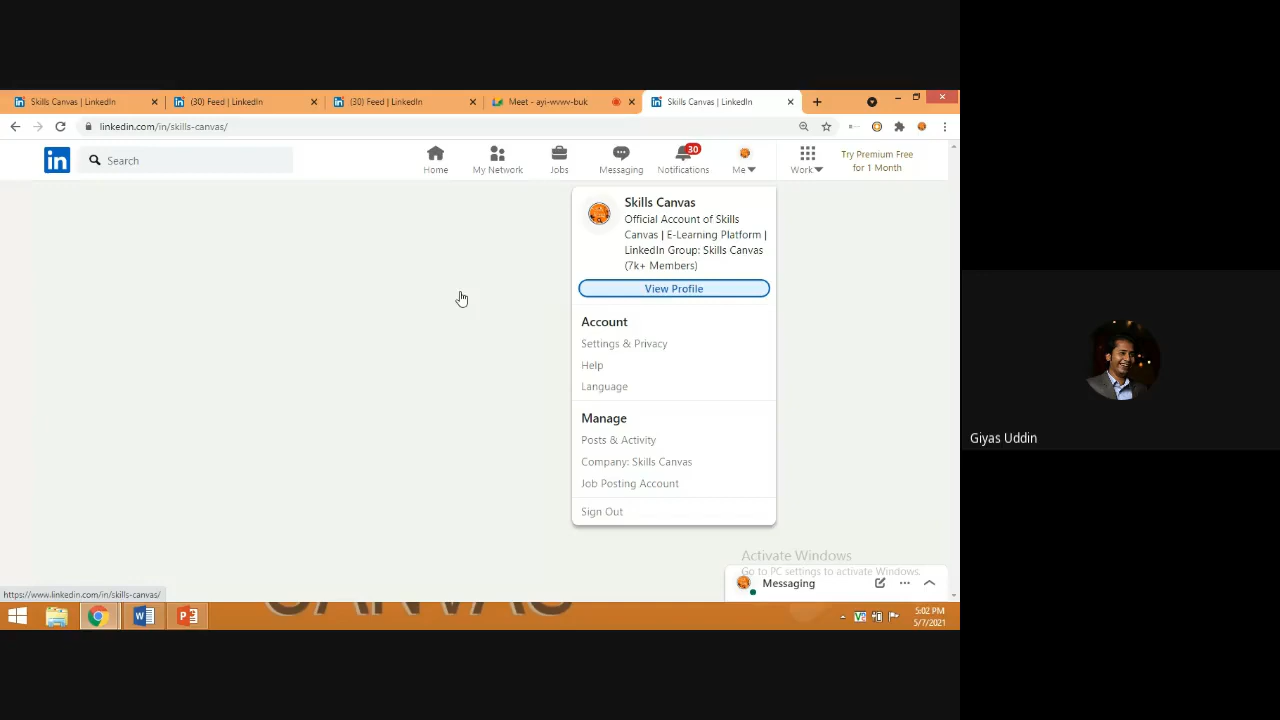 Skills Canvas | LinkedIn
(30) Feed | LinkedIn
(30) Feed | LinkedIn
Meet - ayi-wvwv-buk
Skills Canvas | LinkedIn
linkedin.com/in/skills-canvas/
in
Search
Home
My Network
Jobs
Messaging
30
Notifications
Me
Work
Try Premium Free
for 1 Month
Skills Canvas
Official Account of Skills
Canvas | E-Learning Platform |
LinkedIn Group: Skills Canvas
(7k+ Members)
View Profile
Account
Settings & Privacy
Help
Language
Manage
Posts & Activity
Company: Skills Canvas
Job Posting Account
Sign Out
Giyas Uddin
Activate Windows
Go to PC settings to activate Windows.
Messaging
https://www.linkedin.com/in/skills-canvas/
CANVAS
5:02 PM
5/7/2021